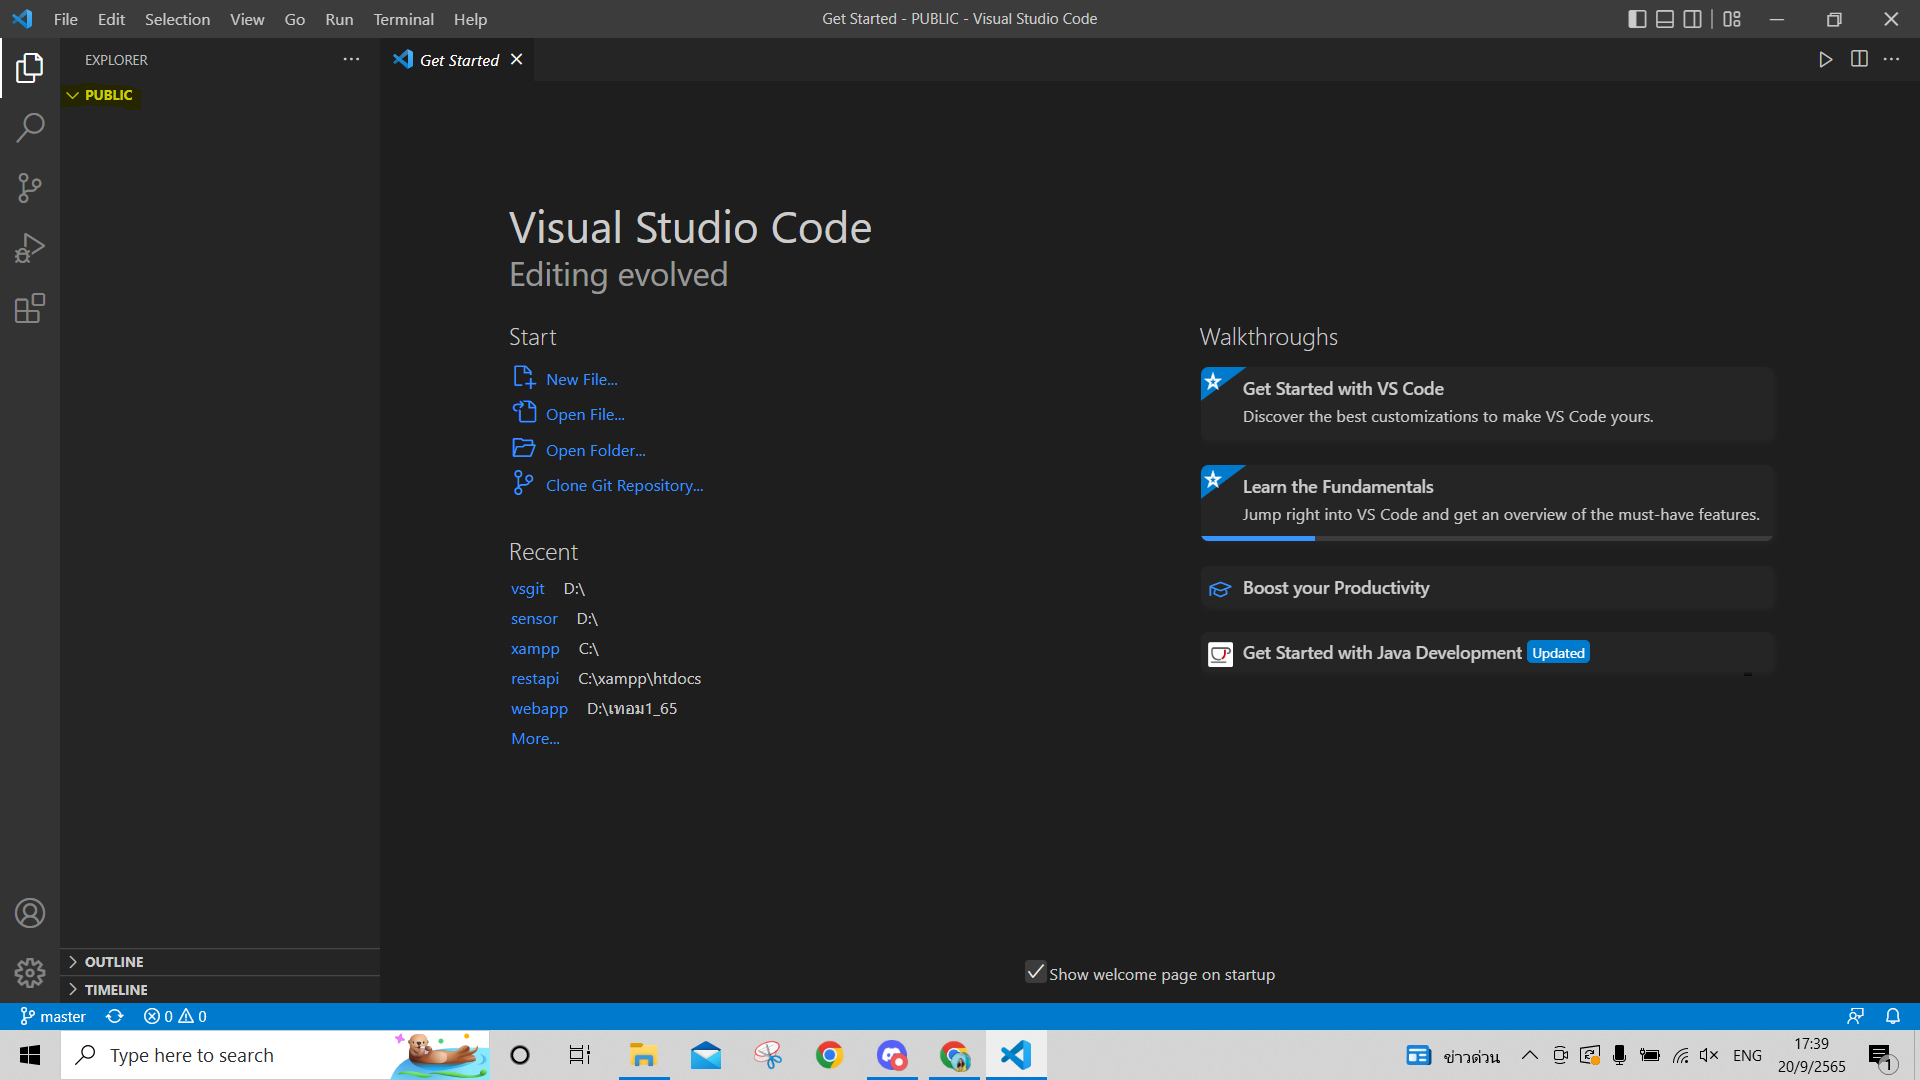 File Edit Selection View Go Run Terminal Help
Get Started - PUBLIC - Visual Studio Code
EXPLORER
Get Started
PUBLIC
Visual Studio Code
Editing evolved
Start
New File...
Open File...
Open Folder...
Clone Git Repository...
Recent
vsgit D:\
sensor D:\
xampp C:\
restapi C:\xampp\htdocs
webapp D:\เทอม1_65
More...
Walkthroughs
Get Started with VS Code
Discover the best customizations to make VS Code yours.
Learn the Fundamentals
Jump right into VS Code and get an overview of the must-have features.
Boost your Productivity
Get Started with Java Development Updated
Show welcome page on startup
OUTLINE
TIMELINE
master
0 0
Type here to search
ข่าวด่วน
ENG
17:39
20/9/2565
1